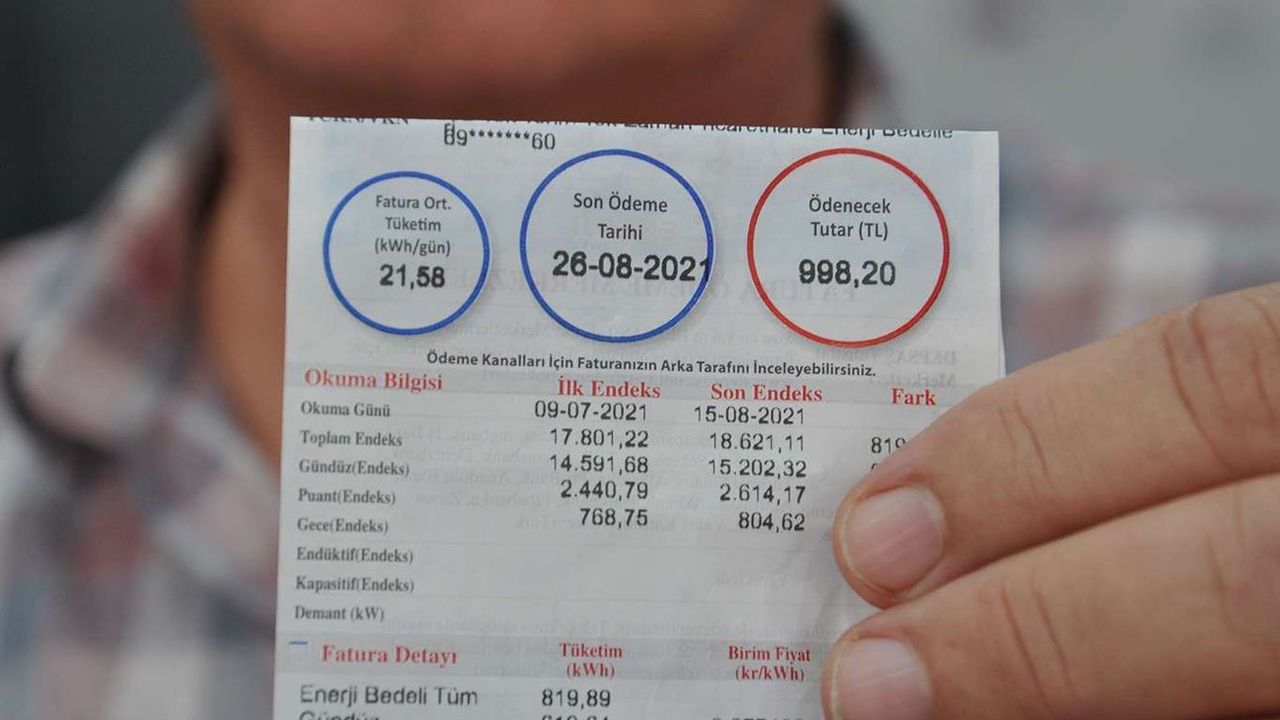 69*******60
Fatura Ort.
Tüketim
(kWh/gün)
21,58
Son Ödeme
Tarihi
26-08-2021
Ödenecek
Tutar (TL)
998,20
Ödeme Kanalları İçin Faturanızın Arka Tarafını İnceleyebilirsiniz.
Okuma Bilgisi İlk Endeks Son Endeks Fark
Okuma Günü 09-07-2021 15-08-2021
Toplam Endeks 17.801,22 18.621,11 819
Gündüz(Endeks) 14.591,68 15.202,32
Puant(Endeks) 2.440,79 2.614,17
Gece(Endeks) 768,75 804,62
Endüktif(Endeks)
Kapasitif(Endeks)
Demant (kW)
Fatura Detayı Tüketim (kWh) Birim Fiyat (kr/kWh)
Enerji Bedeli Tüm 819,89